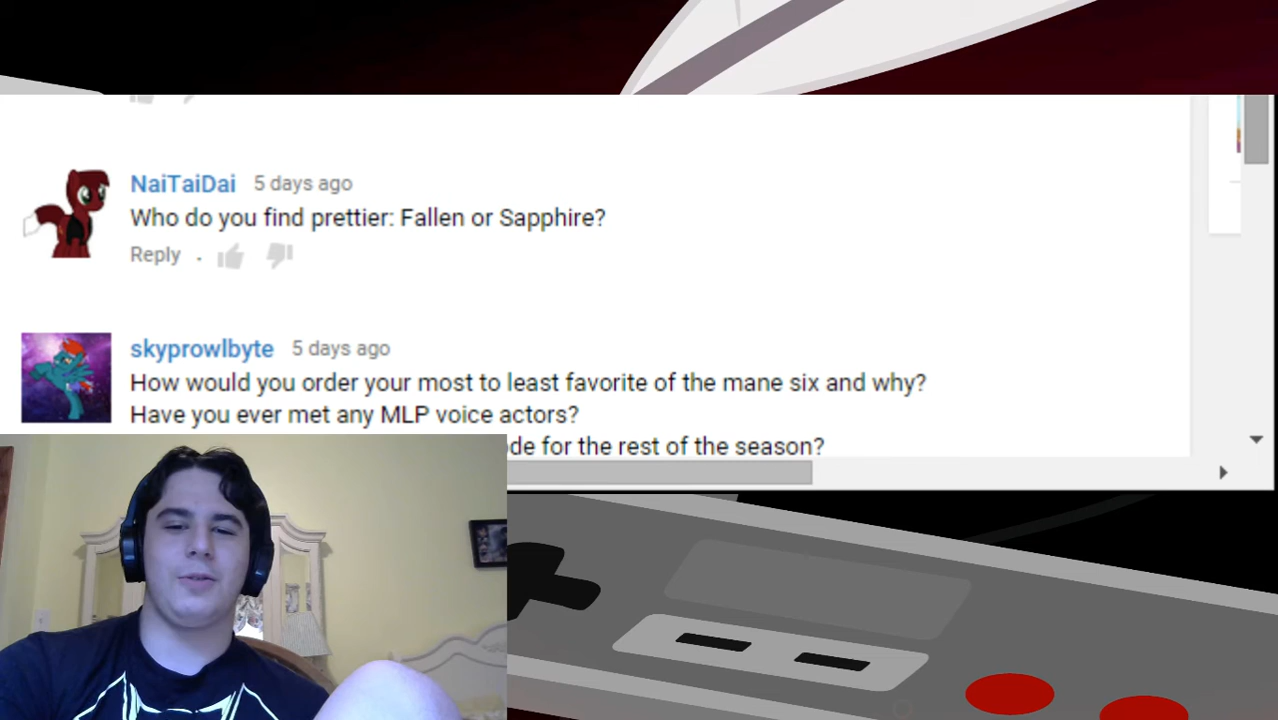 NaiTaiDai 5 days ago
Who do you find prettier: Fallen or Sapphire?
Reply .
skyprowlbyte 5 days ago
How would you order your most to least favorite of the mane six and why?
Have you ever met any MLP voice actors?
for the rest of the season?